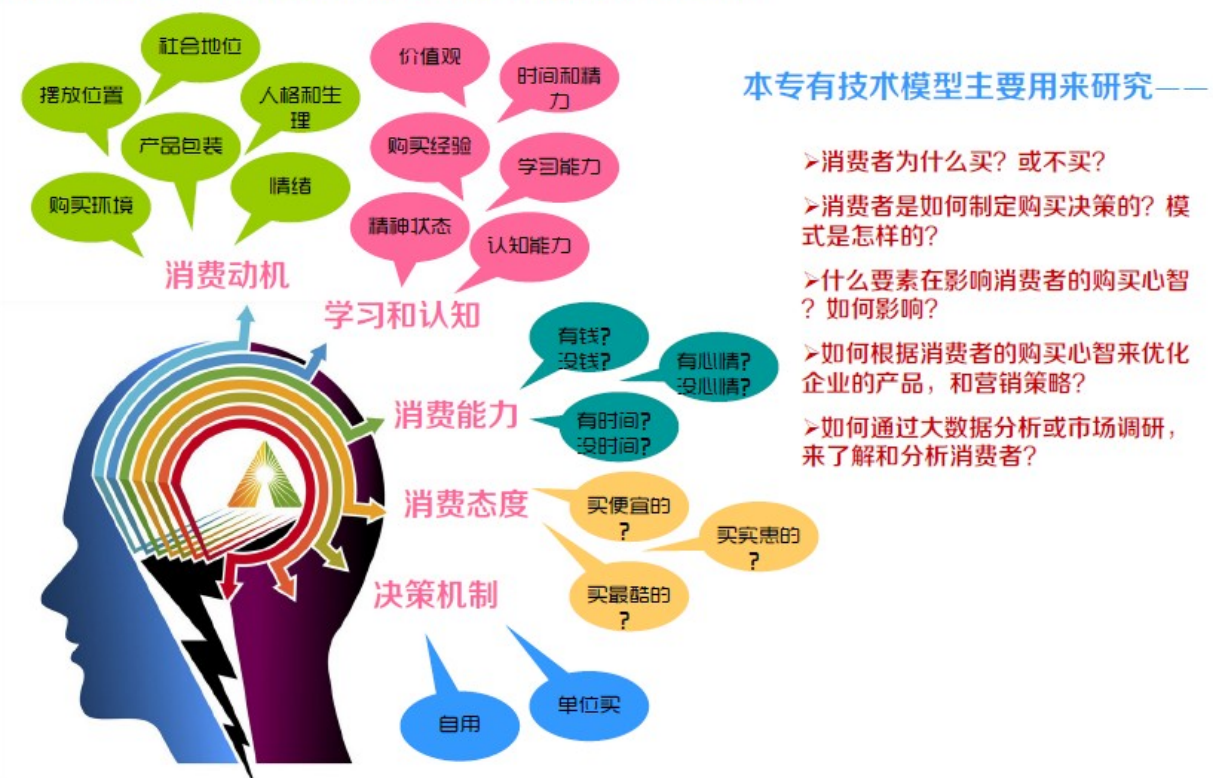 社会地位
摆放位置
人格和生
理
产品包装
购买环境
情绪
消费动机
价值观
时间和精
力
购买经验
学习能力
精神状态
认知能力
学习和认知
有钱?
没钱?
有心情?
没心情?
有时间?
没时间?
消费能力
消费态度
买便宜的
?
买实惠的
?
买最酷的
?
决策机制
自用
单位买
本专有技术模型主要用来研究——
➢消费者为什么买？或不买？
➢消费者是如何制定购买决策的？模
式是怎样的？
➢什么要素在影响消费者的购买心智
？如何影响？
➢如何根据消费者的购买心智来优化
企业的产品，和营销策略？
➢如何通过大数据分析或市场调研，
来了解和分析消费者？